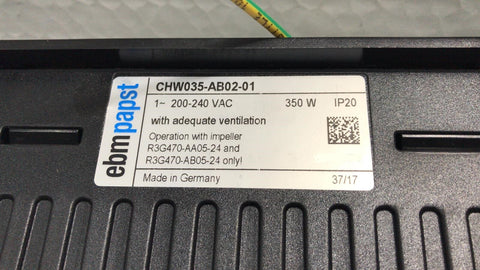 ebmpapst
CHW035-AB02-01
1~ 200-240 VAC 350 W IP20
with adequate ventilation
Operation with impeller
R3G470-AA05-24 and
R3G470-AB05-24 only!
Made in Germany 37/17